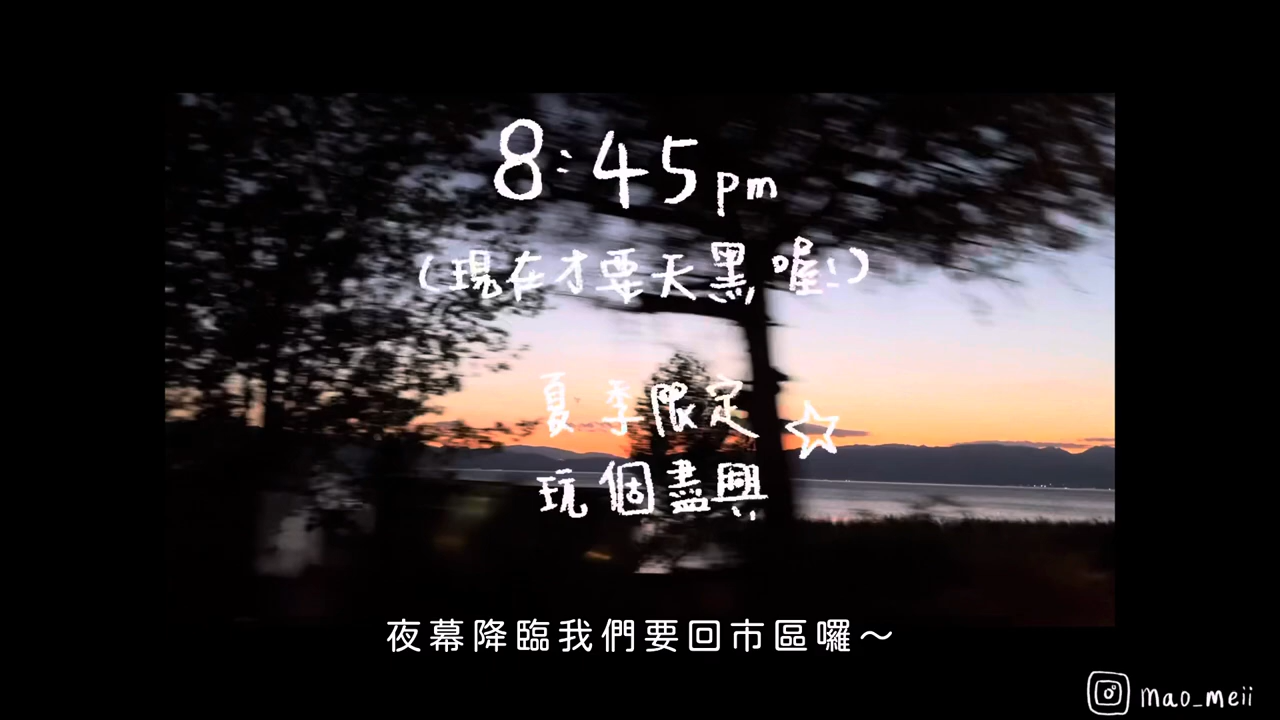 8:45pm
(現在才要天黑喔!)
夏季限定☆
玩個盡興
夜幕降臨我們要回市區囉～
mao_meii